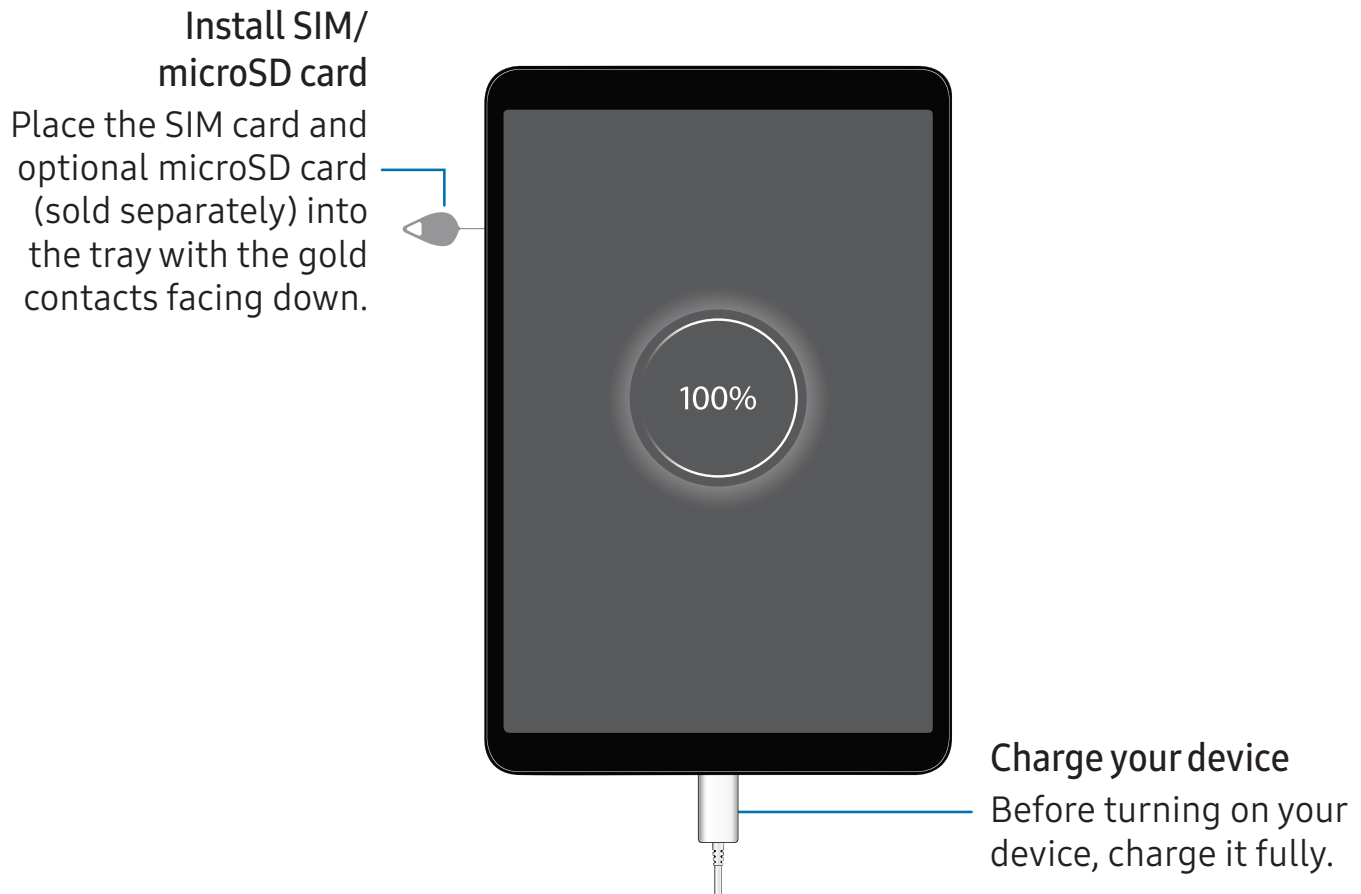 Install SIM/
microSD card
Place the SIM card and
optional microSD card
(sold separately) into
the tray with the gold
contacts facing down.
100%
Charge your device
Before turning on your
device, charge it fully.